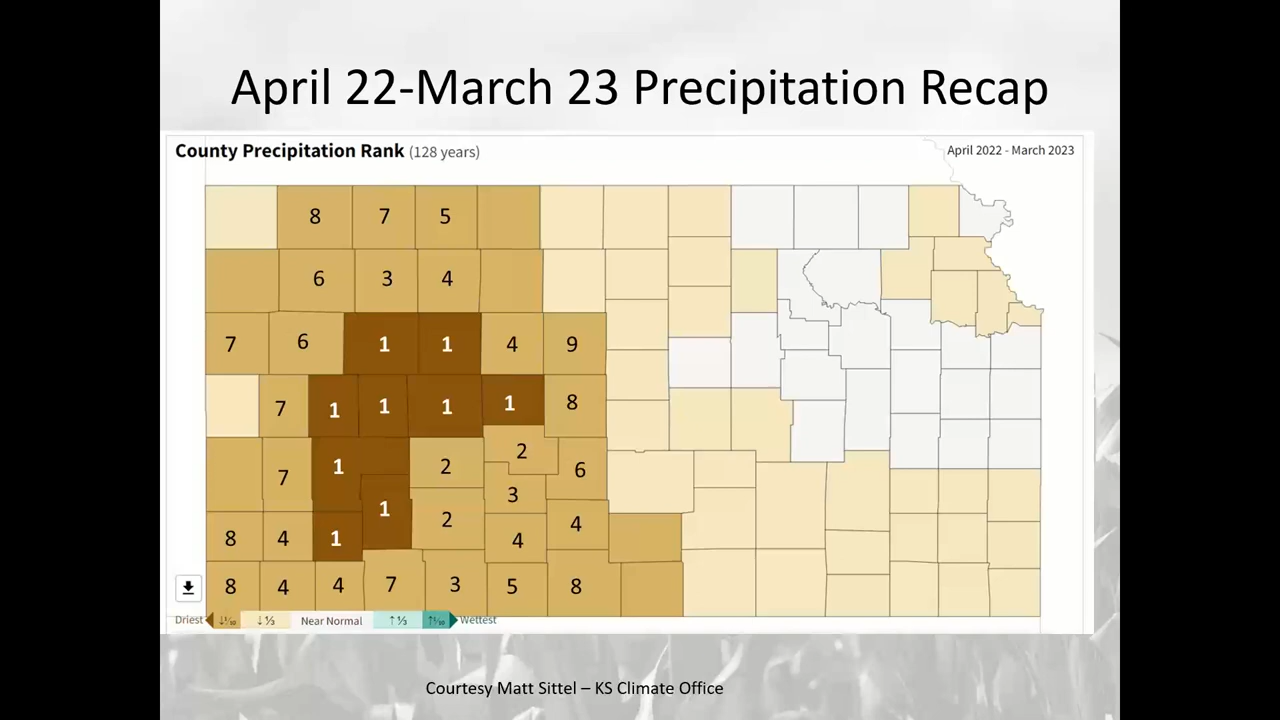 April 22-March 23 Precipitation Recap
County Precipitation Rank (128 years)
April 2022 - March 2023
8 7 5
6 3 4
7 6 1 1 4 9
7 1 1 1 1 8
7 1 2 2 6
3
8 4 1 1 2 4 4
8 4 4 7 3 5 8
Driest ↓1/10 ↓1/3 Near Normal ↑1/3 ↑1/10 Wettest
Courtesy Matt Sittel – KS Climate Office